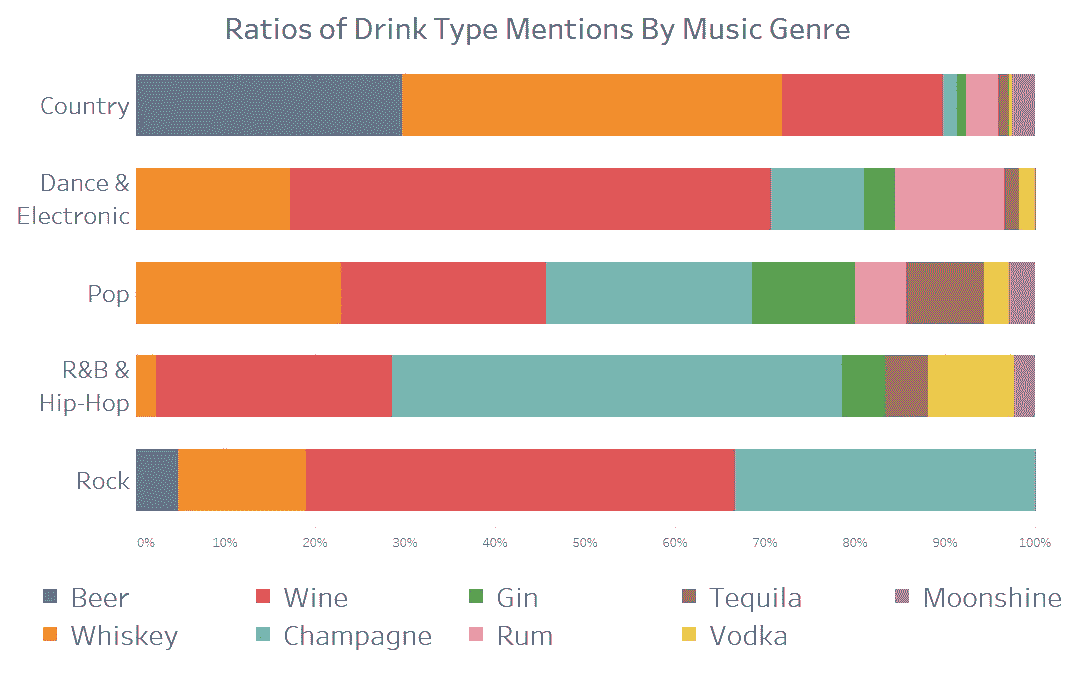 Ratios of Drink Type Mentions By Music Genre
Country
Dance &
Electronic
Pop
R&B &
Hip-Hop
Rock
0% 10% 20% 30% 40% 50% 60% 70% 80% 90% 100%
Beer Wine Gin Tequila Moonshine
Whiskey Champagne Rum Vodka